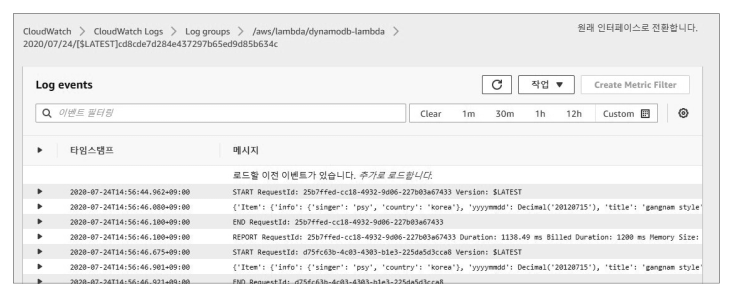 CloudWatch > CloudWatch Logs > Log groups > /aws/lambda/dynamodb-lambda >
2020/07/24/[$LATEST]cd8cde7d284e437297b65ed9d85b634c
원래 인터페이스로 전환합니다.
Log events
작업 ▼
Create Metric Filter
이벤트 필터링
Clear 1m 30m 1h 12h Custom
타임스탬프 메시지
로드할 이전 이벤트가 있습니다. 추가로 로드합니다.
2020-07-24T14:56:44.962+09:00 START RequestId: 25b7ffed-cc18-4932-9d06-227b03a67433 Version: $LATEST
2020-07-24T14:56:46.080+09:00 {'Item': {'info': {'singer': 'psy', 'country': 'korea'}, 'yyyymmdd': Decimal('20120715'), 'title': 'gangnam style'
2020-07-24T14:56:46.100+09:00 END RequestId: 25b7ffed-cc18-4932-9d06-227b03a67433
2020-07-24T14:56:46.100+09:00 REPORT RequestId: 25b7ffed-cc18-4932-9d06-227b03a67433 Duration: 1138.49 ms Billed Duration: 1200 ms Memory Size:
2020-07-24T14:56:46.675+09:00 START RequestId: d75fc63b-4c03-4303-b1e3-225da5d3cca8 Version: $LATEST
2020-07-24T14:56:46.901+09:00 {'Item': {'info': {'singer': 'psy', 'country': 'korea'}, 'yyyymmdd': Decimal('20120715'), 'title': 'gangnam style'
2020-07-24T14:56:46.921+09:00 END RequestId: d75fc63b-4c03-4303-b1e3-225da5d3cca8